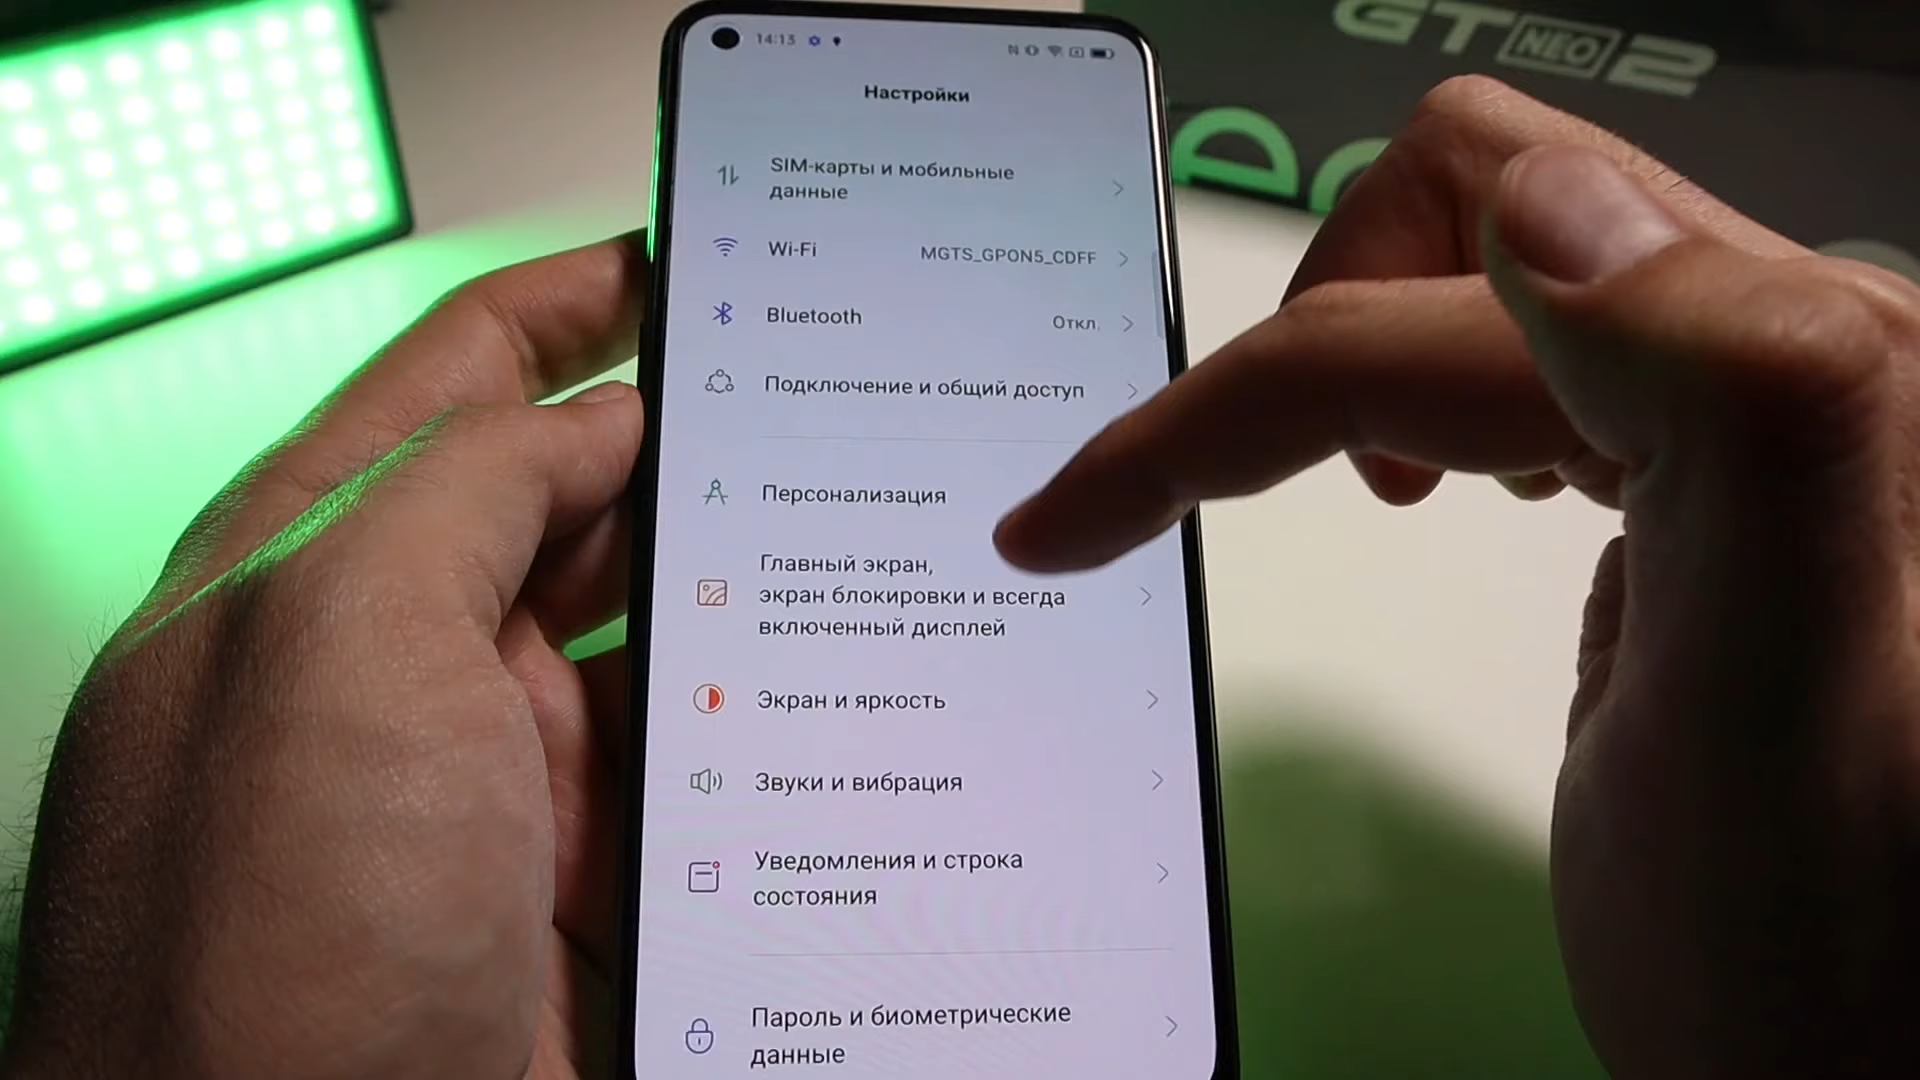 14:13
GT NEO 2
Настройки
SIM-карты и мобильные
данные
Wi-Fi
MGTS_GPON5_CDFF
Bluetooth
Откл.
Подключение и общий доступ
Персонализация
Главный экран,
экран блокировки и всегда
включенный дисплей
Экран и яркость
Звуки и вибрация
Уведомления и строка
состояния
Пароль и биометрические
данные